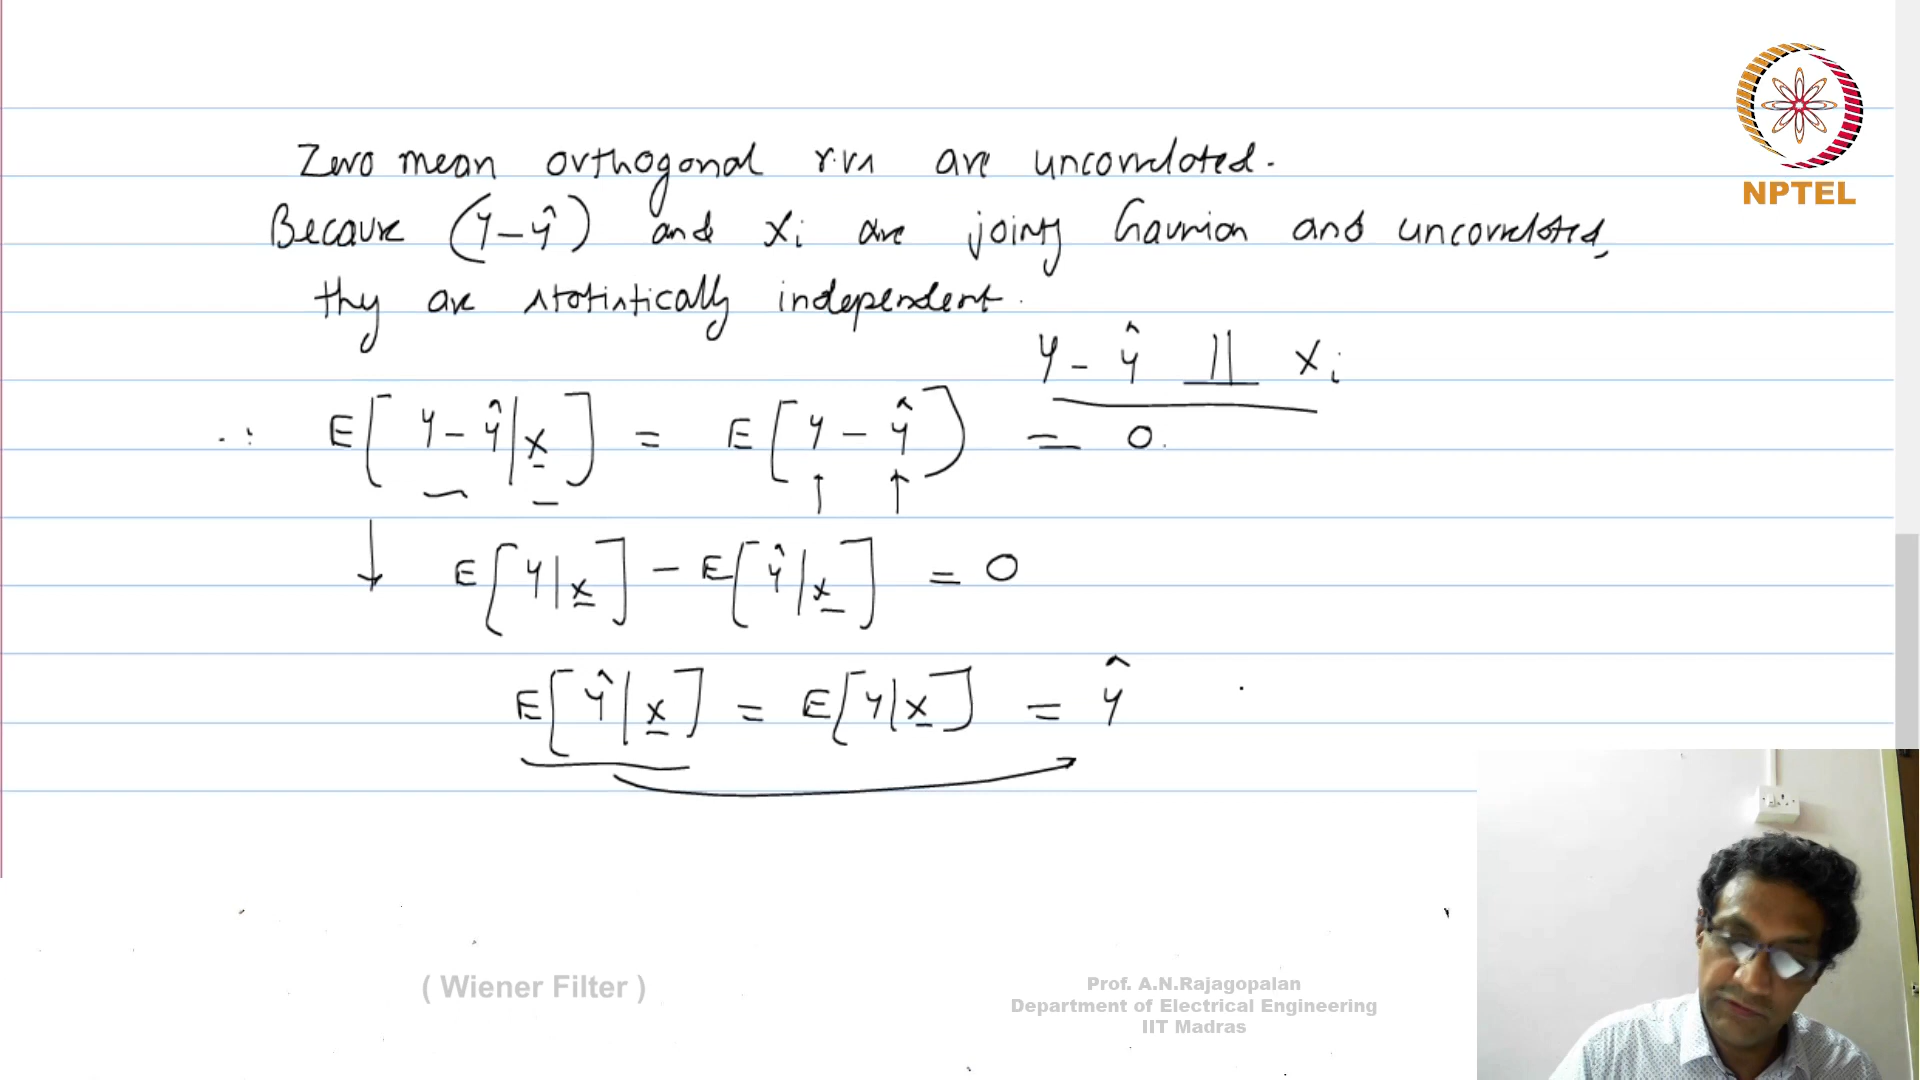 Zero mean orthogonal r.vs are uncorrelated.
Because (Y - Ŷ) and Xi are jointly Gaussian and uncorrelated,
they are statistically independent.
Y - Ŷ ⫫ Xi
∴ E[Y - Ŷ | X] = E[Y - Ŷ] = 0.
E[Y | X] - E[Ŷ | X] = 0
E[Ŷ | X] = E[Y | X] = Ŷ
NPTEL
( Wiener Filter )
Prof. A.N.Rajagopalan
Department of Electrical Engineering
IIT Madras